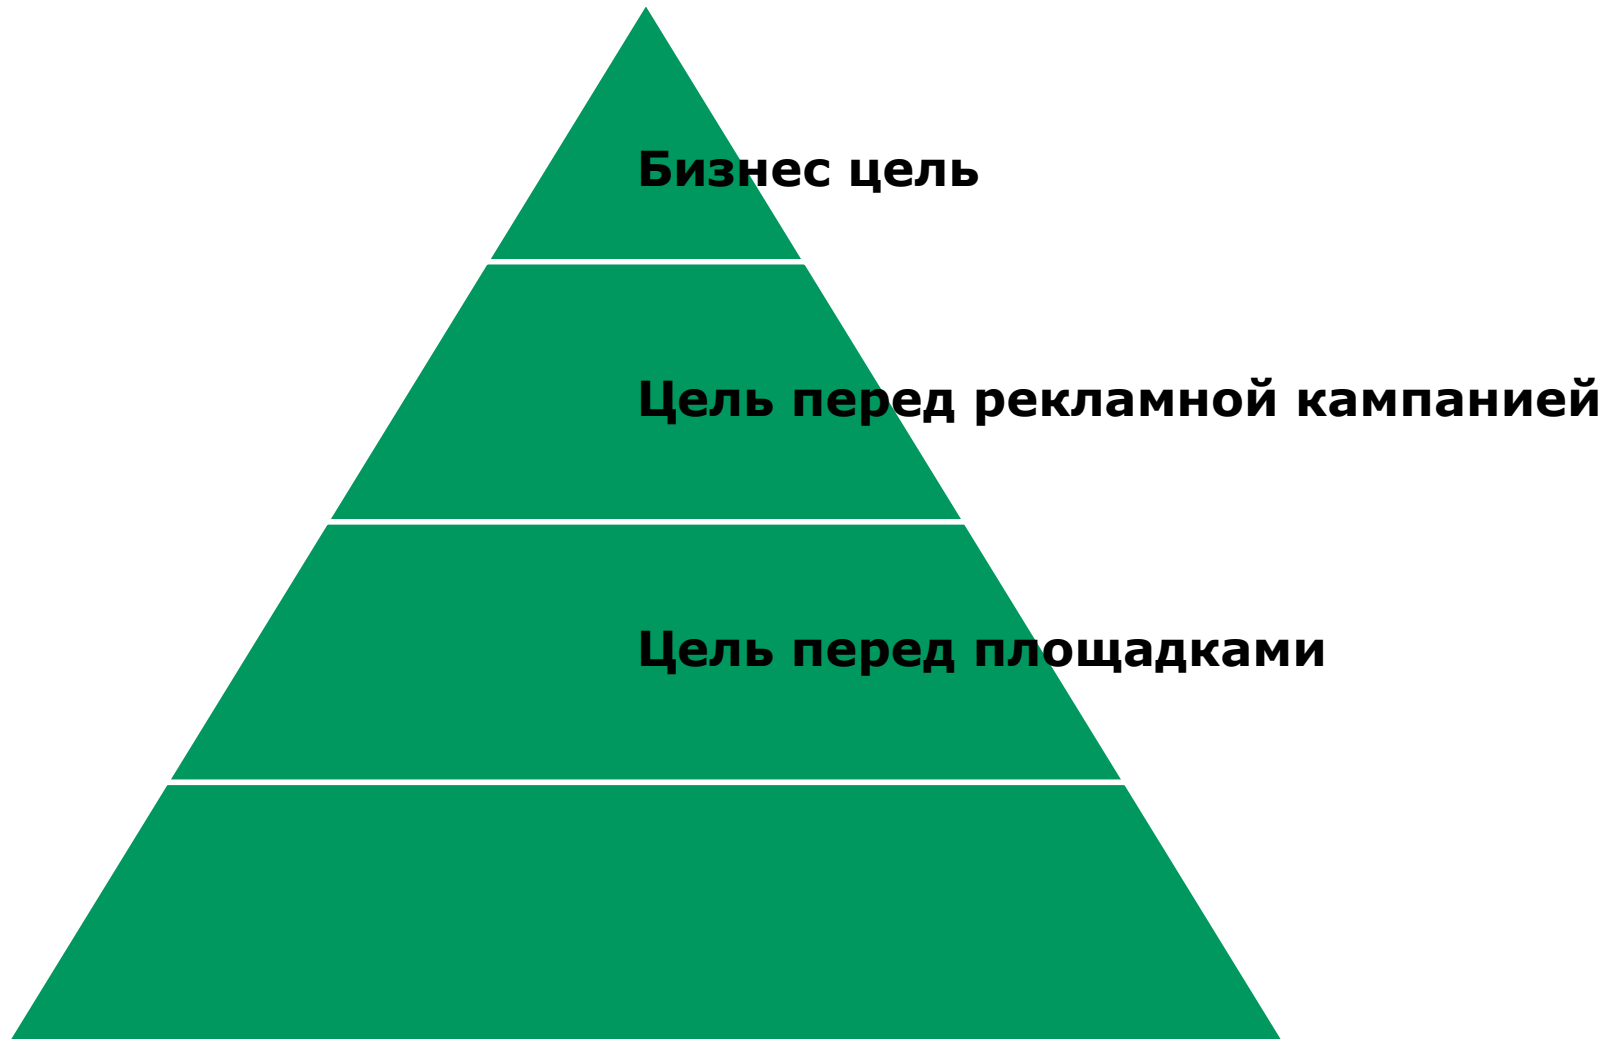 Бизнес цель
Цель перед рекламной кампанией
Цель перед площадками